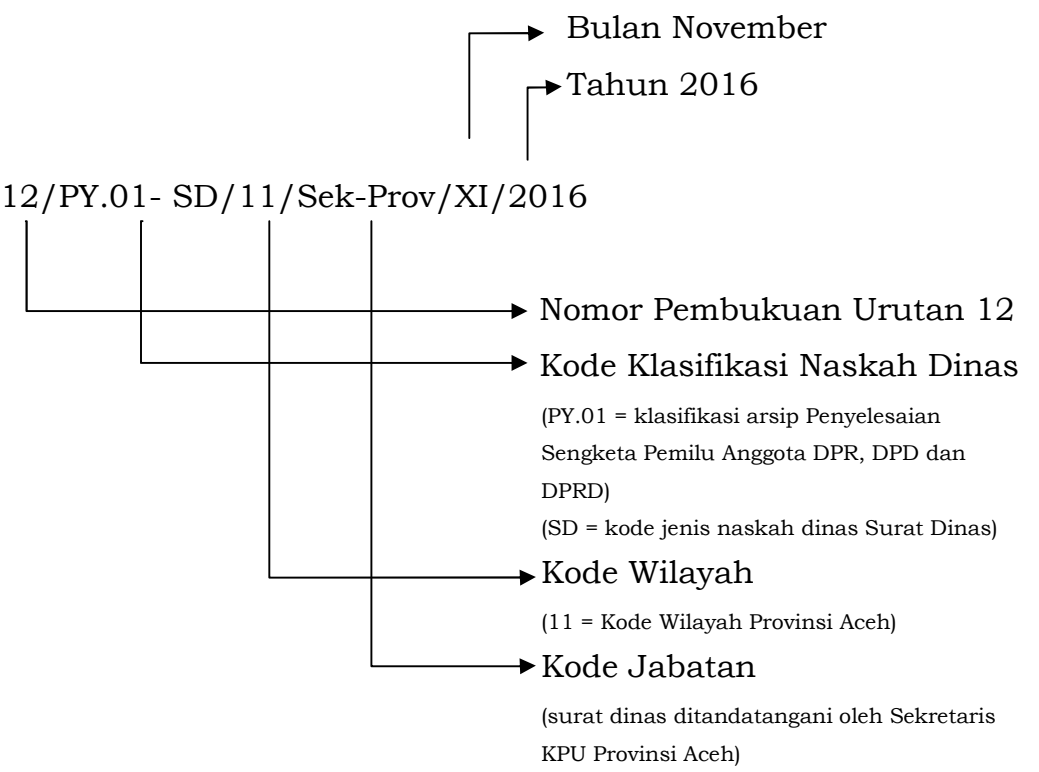 Bulan November
Tahun 2016
12/PY.01- SD/11/Sek-Prov/XI/2016
Nomor Pembukuan Urutan 12
Kode Klasifikasi Naskah Dinas
(PY.01 = klasifikasi arsip Penyelesaian
Sengketa Pemilu Anggota DPR, DPD dan
DPRD)
(SD = kode jenis naskah dinas Surat Dinas)
Kode Wilayah
(11 = Kode Wilayah Provinsi Aceh)
Kode Jabatan
(surat dinas ditandatangani oleh Sekretaris
KPU Provinsi Aceh)